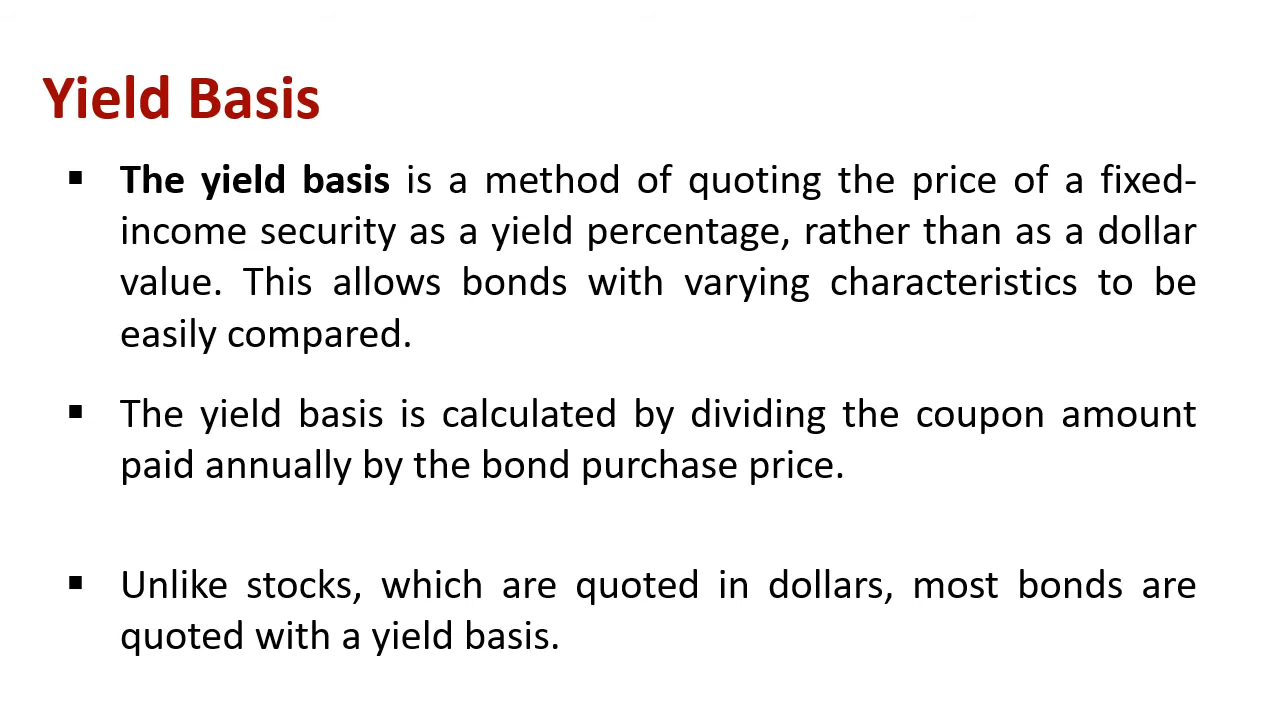 Yield Basis
▪ The yield basis is a method of quoting the price of a fixed-
income security as a yield percentage, rather than as a dollar
value. This allows bonds with varying characteristics to be
easily compared.
▪ The yield basis is calculated by dividing the coupon amount
paid annually by the bond purchase price.
▪ Unlike stocks, which are quoted in dollars, most bonds are
quoted with a yield basis.